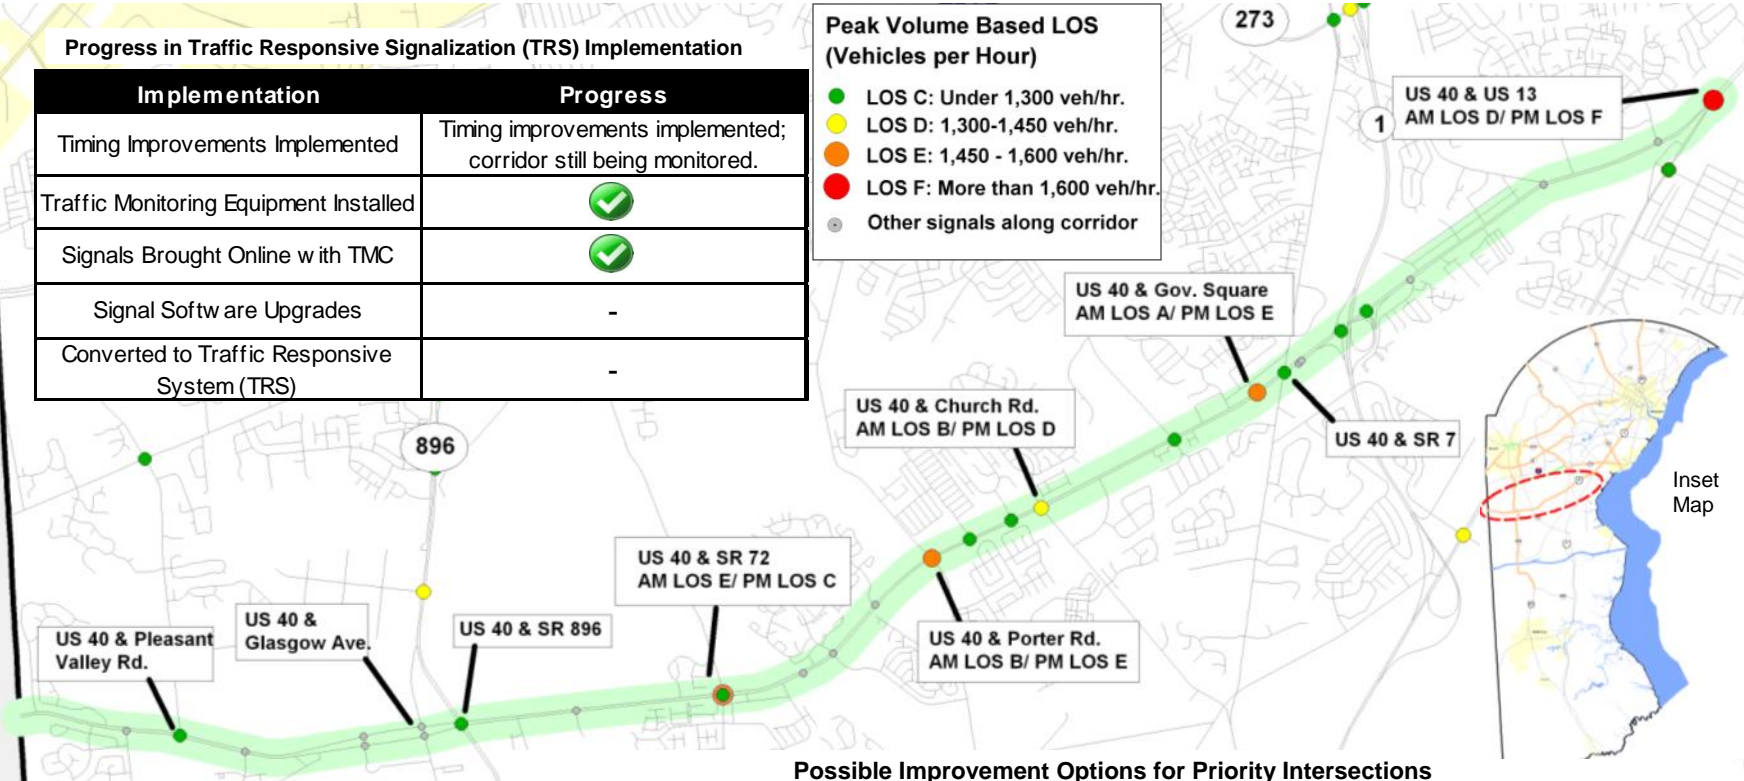 Progress in Traffic Responsive Signalization (TRS) Implementation
Implementation
Progress
Timing Improvements Implemented
Timing improvements implemented;
corridor still being monitored.
Traffic Monitoring Equipment Installed
Signals Brought Online with TMC
Signal Software Upgrades
-
Converted to Traffic Responsive
System (TRS)
-
Peak Volume Based LOS
(Vehicles per Hour)
LOS C: Under 1,300 veh/hr.
LOS D: 1,300-1,450 veh/hr.
LOS E: 1,450 - 1,600 veh/hr.
LOS F: More than 1,600 veh/hr.
Other signals along corridor
273
1
US 40 & US 13
AM LOS D/ PM LOS F
US 40 & Gov. Square
AM LOS A/ PM LOS E
US 40 & Church Rd.
AM LOS B/ PM LOS D
US 40 & SR 7
896
Inset
Map
US 40 & SR 72
AM LOS E/ PM LOS C
US 40 & Pleasant
Valley Rd.
US 40 &
Glasgow Ave.
US 40 & SR 896
US 40 & Porter Rd.
AM LOS B/ PM LOS E
Possible Improvement Options for Priority Intersections